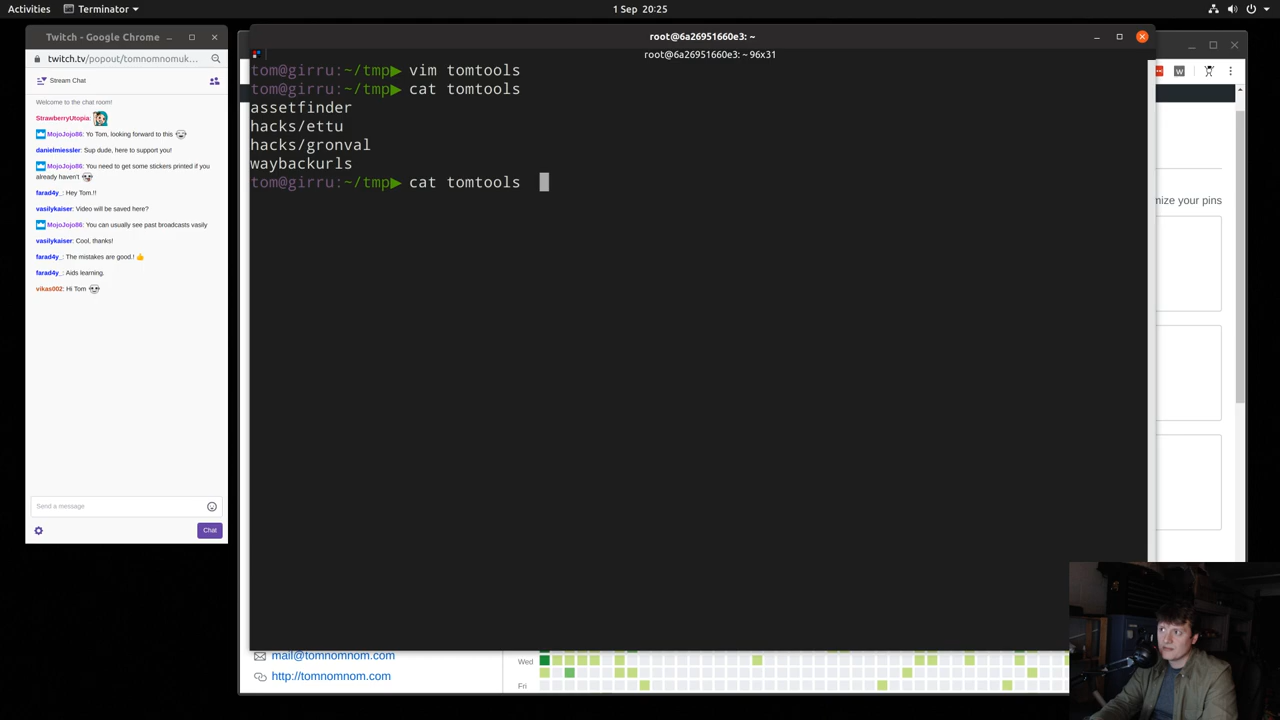 Activities
Terminator
1 Sep 20:25
Twitch - Google Chrome
twitch.tv/popout/tomnomnomuk...
Stream Chat
Welcome to the chat room!
StrawberryUtopia:
MojoJojo86: Yo Tom, looking forward to this
danielmiessler: Sup dude, here to support you!
MojoJojo86: You need to get some stickers printed if you
already haven't
farad4y_: Hey Tom.!!
vasilykaiser: Video will be saved here?
MojoJojo86: You can usually see past broadcasts vasily
vasilykaiser: Cool, thanks!
farad4y_: The mistakes are good.!
farad4y_: Aids learning.
vikas002: Hi Tom
Send a message
Chat
root@6a26951660e3: ~
root@6a26951660e3: ~ 96x31
tom@girru:~/tmp▶ vim tomtools
tom@girru:~/tmp▶ cat tomtools
assetfinder
hacks/ettu
hacks/gronval
waybackurls
tom@girru:~/tmp▶ cat tomtools
W
nize your pins
mail@tomnomnom.com
http://tomnomnom.com
Wed
Fri